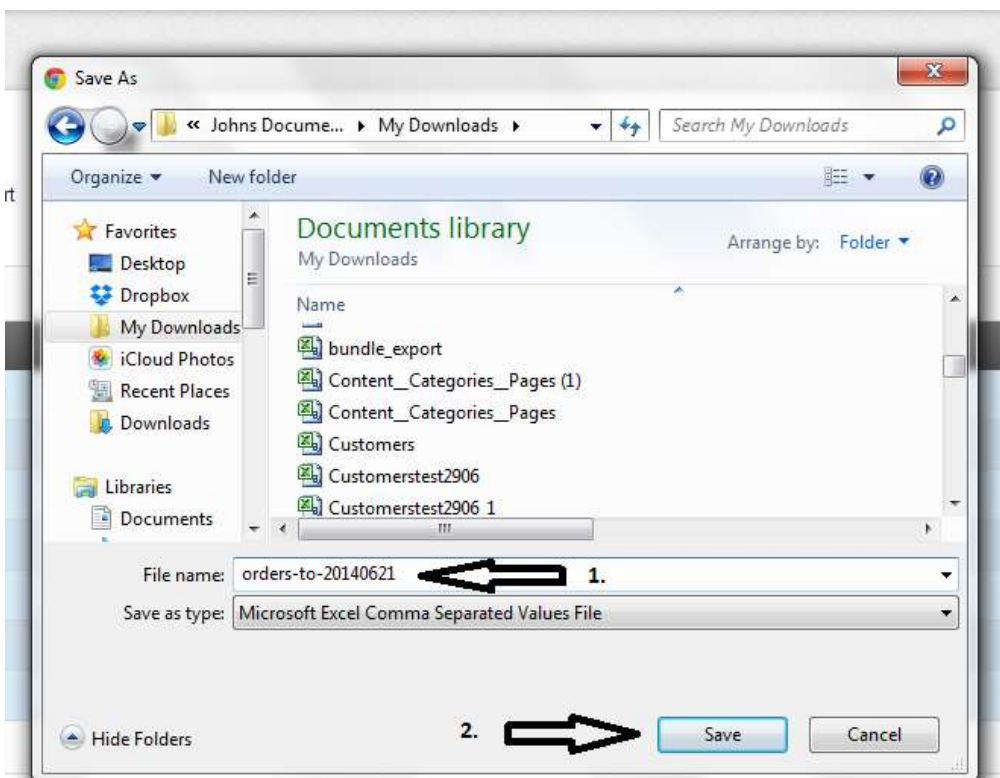 Save As
x
« Johns Docume... My Downloads
Search My Downloads
rt
Organize
New folder
?
Favorites
Desktop
Dropbox
My Downloads
iCloud Photos
Recent Places
Downloads
Libraries
Documents
Documents library
My Downloads
Arrange by: Folder
Name
bundle_export
Content__Categories__Pages (1)
Content__Categories__Pages
Customers
Customerstest2906
Customerstest2906 1
File name: orders-to-20140621 1.
Save as type: Microsoft Excel Comma Separated Values File
Hide Folders
2.
Save
Cancel